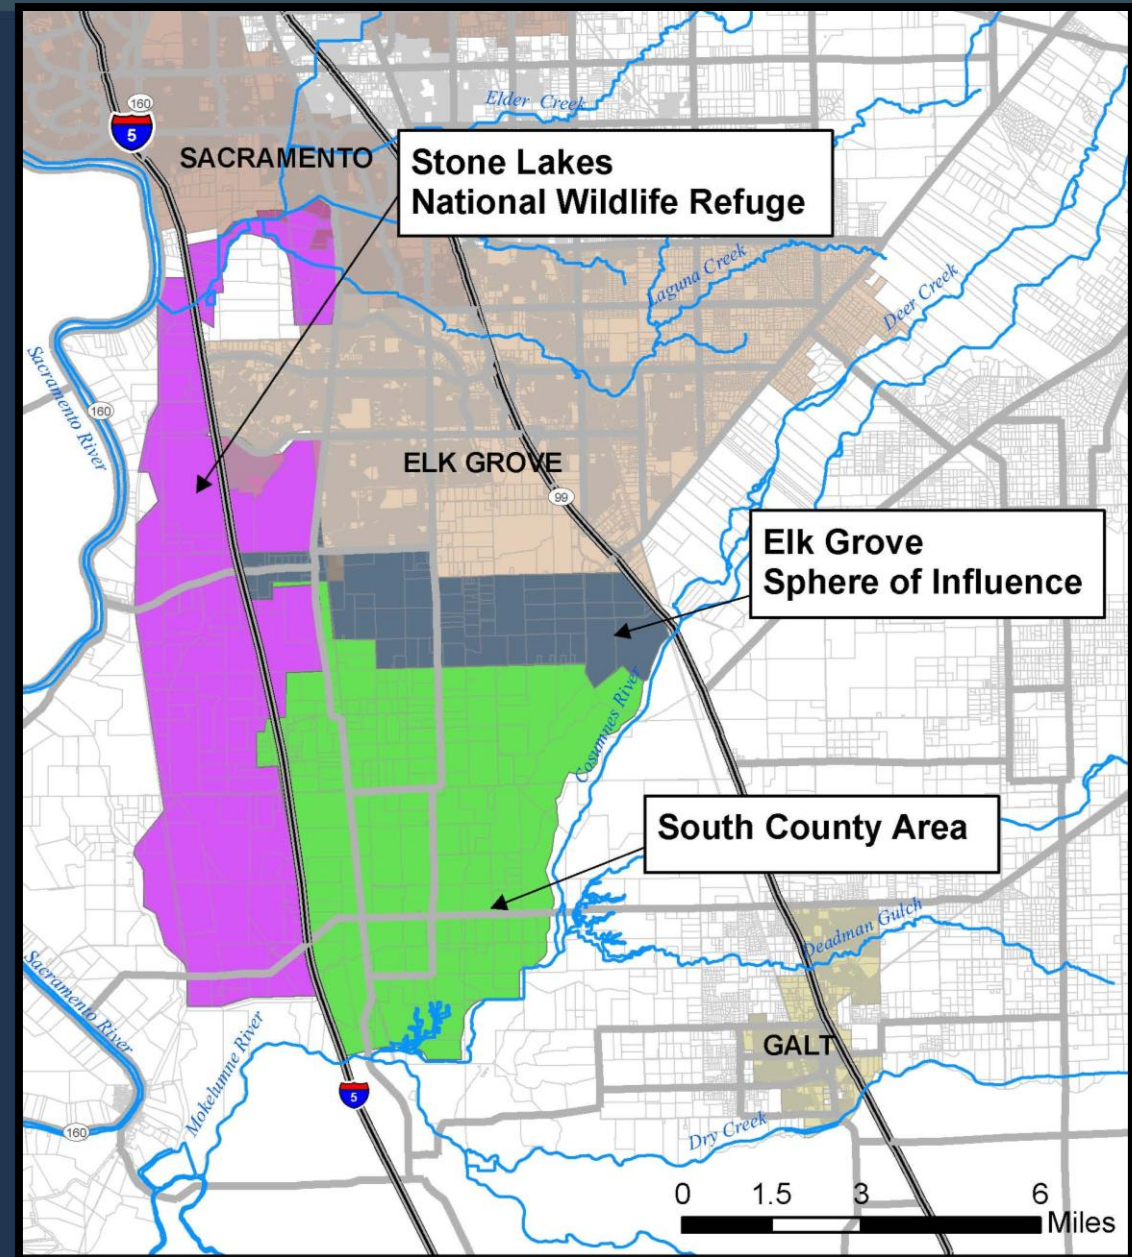 160
5
SACRAMENTO
Elder Creek
Stone Lakes
National Wildlife Refuge
Laguna Creek
Deer Creek
Sacramento River
160
ELK GROVE
99
Elk Grove
Sphere of Influence
Cosumnes River
South County Area
Deadman Gulch
Sacramento River
Mokelumne River
GALT
5
160
Dry Creek
0 1.5 3 6
Miles